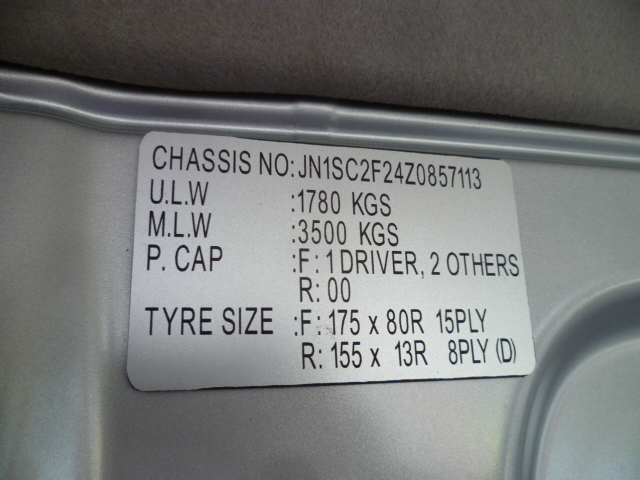 CHASSIS NO:JN1SC2F24Z0857113
U.L.W :1780 KGS
M.L.W :3500 KGS
P. CAP :F: 1 DRIVER, 2 OTHERS
R: 00
TYRE SIZE :F: 175 x 80R 15PLY
R: 155 x 13R 8PLY (D)